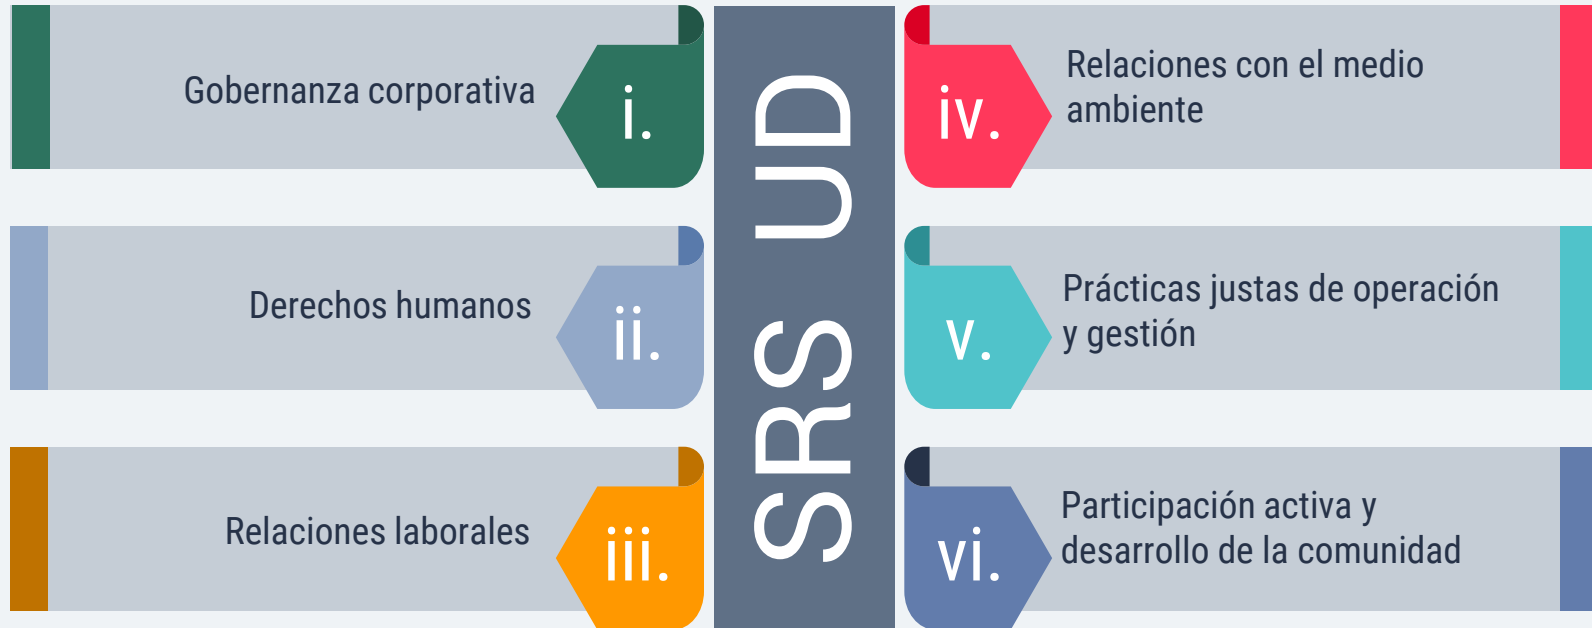 Gobernanza corporativa
i.
Derechos humanos
ii.
Relaciones laborales
iii.
SRS UD
iv.
Relaciones con el medio
ambiente
v.
Prácticas justas de operación
y gestión
vi.
Participación activa y
desarrollo de la comunidad